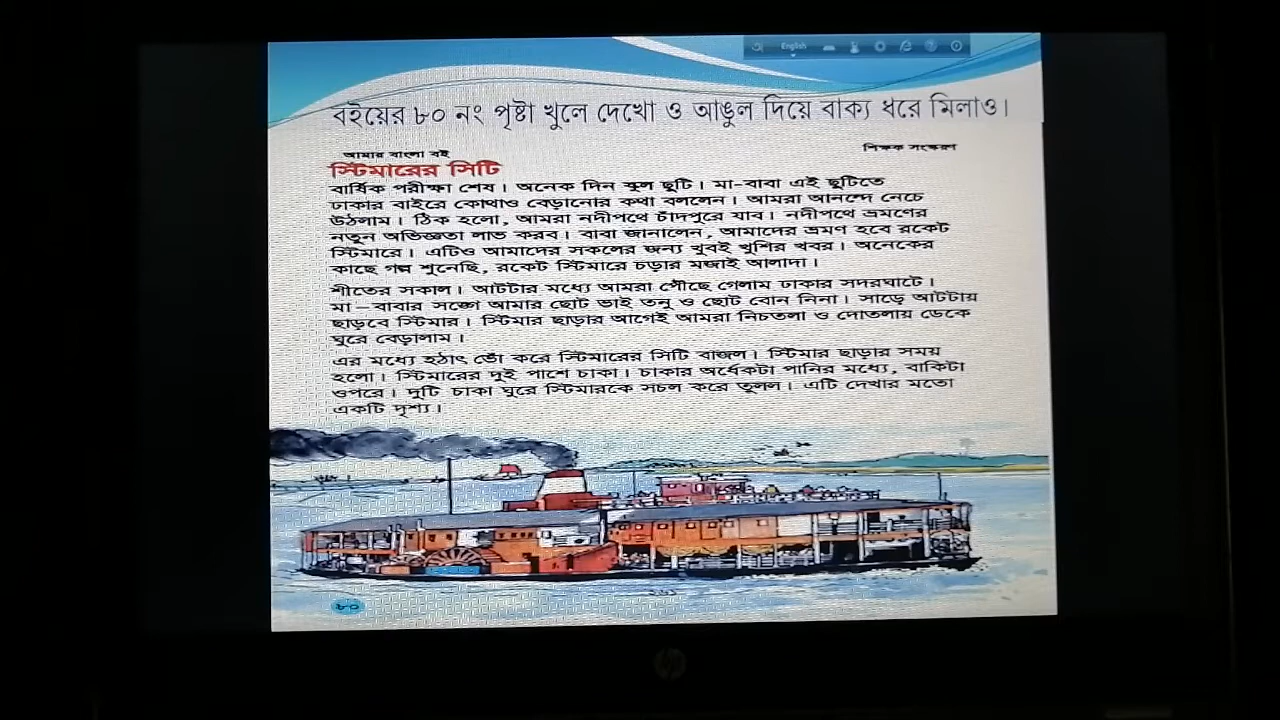 English
বইয়ের ৮০ নং পৃষ্টা খুলে দেখো ও আঙুল দিয়ে বাক্য ধরে মিলাও।
আমার বাংলা বই
শিক্ষক সংস্করণ
স্টিমারের সিটি
বার্ষিক পরীক্ষা শেষ। অনেক দিন স্কুল ছুটি। মা-বাবা এই ছুটিতে
ঢাকার বাইরে কোথাও বেড়ানোর কথা বললেন। আমরা আনন্দে নেচে
উঠলাম। ঠিক হলো, আমরা নদীপথে চাঁদপুরে যাব। নদীপথে ভ্রমণের
নতুন অভিজ্ঞতা লাভ করব। বাবা জানালেন, আমাদের ভ্রমণ হবে রকেট
স্টিমারে। এটিও আমাদের সকলের জন্য খুবই খুশির খবর। অনেকের
কাছে গল্প শুনেছি, রকেট স্টিমারে চড়ার মজাই আলাদা।
শীতের সকাল। আটটার মধ্যে আমরা পৌঁছে গেলাম ঢাকার সদরঘাটে।
মা – বাবার সঙ্গে আমার ছোট ভাই তনু ও ছোট বোন নিনা। সাড়ে আটটায়
ছাড়বে স্টিমার। স্টিমার ছাড়ার আগেই আমরা নিচতলা ও দোতলায় ডেকে
ঘুরে বেড়ালাম।
এর মধ্যে হঠাৎ ভোঁ করে স্টিমারের সিটি বাজল। স্টিমার ছাড়ার সময়
হলো। স্টিমারের দুই পাশে চাকা। চাকার অর্ধেকটা পানির মধ্যে, বাকিটা
ওপরে। দুটি চাকা ঘুরে স্টিমারকে সচল করে তুলল। এটি দেখার মতো
একটি দৃশ্য।
৮০
hp